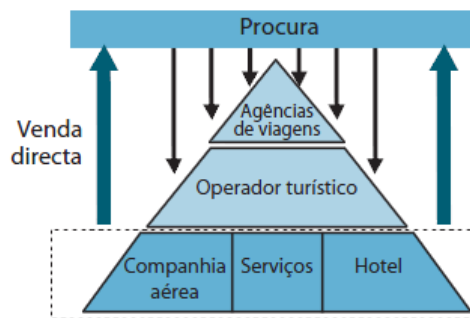 Procura
Venda
directa
Agências
de viagens
Operador turístico
Companhia
aérea
Serviços
Hotel